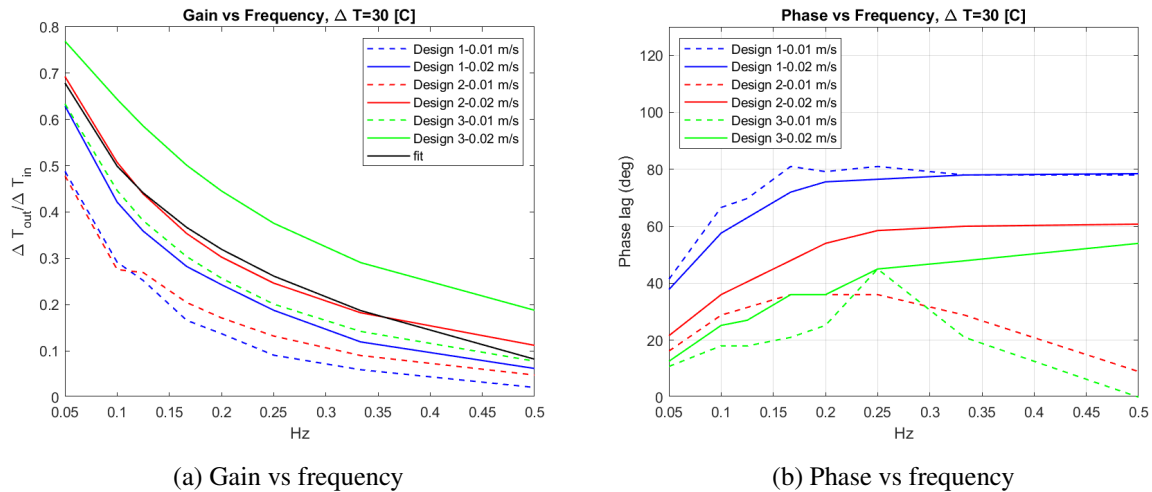 Gain vs Frequency, Δ T=30 [C]
0.8
0.7
0.6
0.5
0.4
0.3
0.2
0.1
0
Δ T_out/Δ T_in
Design 1-0.01 m/s
Design 1-0.02 m/s
Design 2-0.01 m/s
Design 2-0.02 m/s
Design 3-0.01 m/s
Design 3-0.02 m/s
fit
0.05 0.1 0.15 0.2 0.25 0.3 0.35 0.4 0.45 0.5
Hz
(a) Gain vs frequency
Phase vs Frequency, Δ T=30 [C]
120
100
80
60
40
20
0
Phase lag (deg)
Design 1-0.01 m/s
Design 1-0.02 m/s
Design 2-0.01 m/s
Design 2-0.02 m/s
Design 3-0.01 m/s
Design 3-0.02 m/s
0.05 0.1 0.15 0.2 0.25 0.3 0.35 0.4 0.45 0.5
Hz
(b) Phase vs frequency